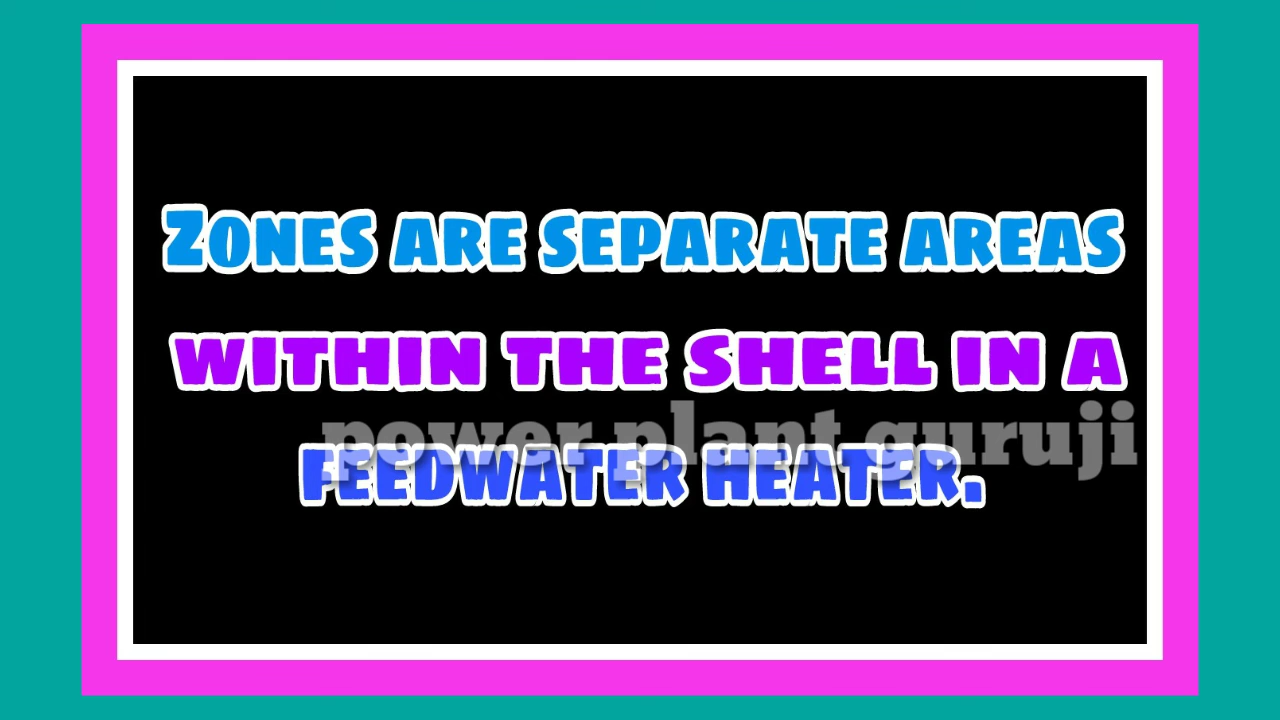 Zones are separate areas
within the shell in a
power plant guruji
feedwater heater.